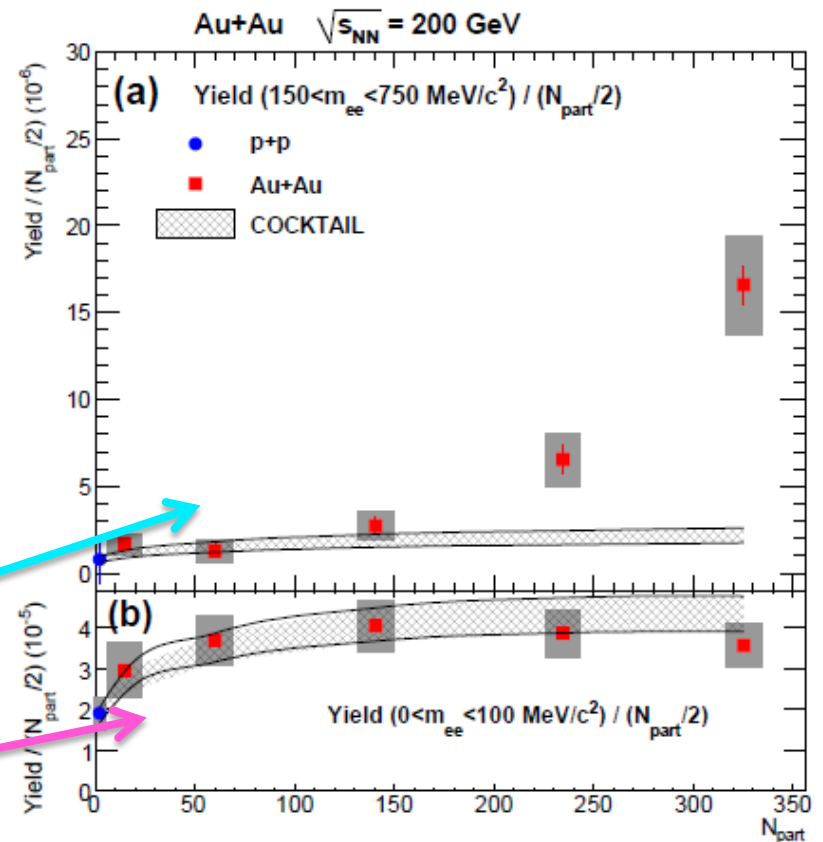 Au+Au √s_NN = 200 GeV
(a) Yield (150<m_ee<750 MeV/c²) / (N_part/2)
p+p
Au+Au
COCKTAIL
Yield / (N_part/2) (10⁻⁶)
30
25
20
15
10
5
0
(b)
Yield (0<m_ee<100 MeV/c²) / (N_part/2)
Yield / (N_part/2) (10⁻⁵)
4
3
2
1
0
0 50 100 150 200 250 300 350
N_part